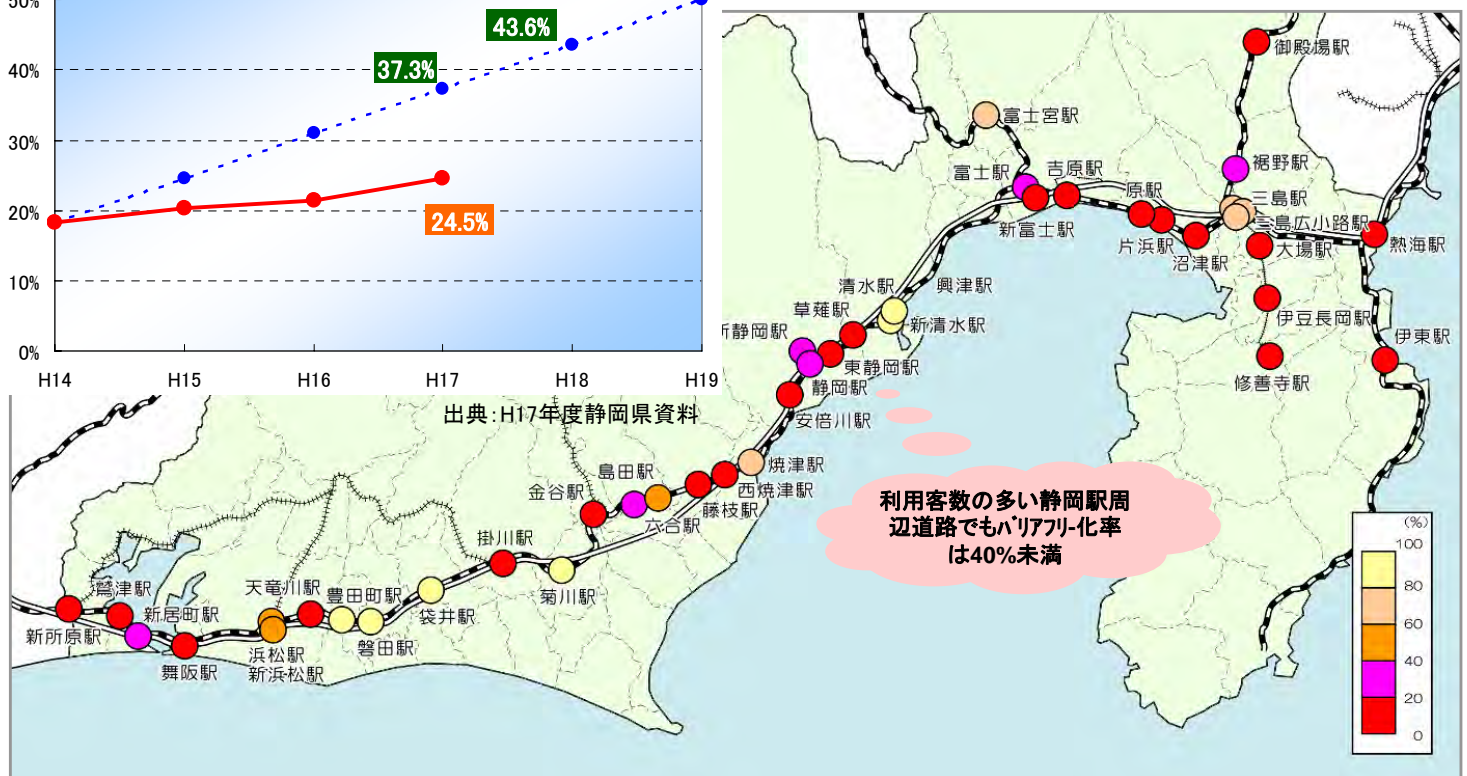 50%
43.6%
37.3%
40%
30%
20%
24.5%
10%
0%
H14
H15
H16
H17
H18
H19
出典:H17年度静岡県資料
御殿場駅
富士宮駅
裾野駅
富士駅
吉原駅
原駅
三島駅
三島広小路駅
新富士駅
片浜駅
沼津駅
大場駅
熱海駅
清水駅
興津駅
草薙駅
新清水駅
伊豆長岡駅
伊東駅
新静岡駅
東静岡駅
静岡駅
修善寺駅
安倍川駅
島田駅
焼津駅
金谷駅
西焼津駅
藤枝駅
六合駅
利用客数の多い静岡駅周
辺道路でもバリアフリー化率
は40%未満
掛川駅
菊川駅
天竜川駅
豊田町駅
袋井駅
磐田駅
鷲津駅
新居町駅
新所原駅
舞阪駅
浜松駅
新浜松駅
(%)
100
80
60
40
20
0